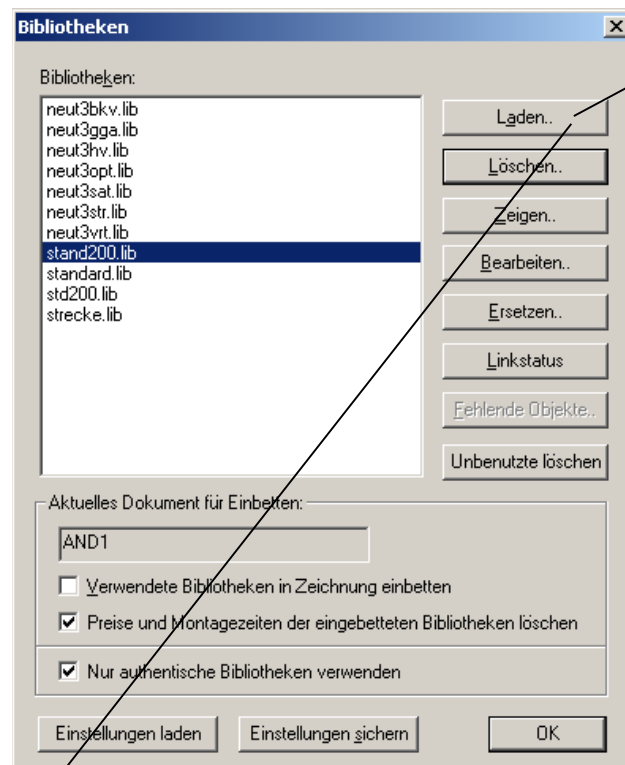 Bibliotheken
Bibliotheken:
neut3bkv.lib
neut3gga.lib
neut3hv.lib
neut3opt.lib
neut3sat.lib
neut3str.lib
neut3vrt.lib
stand200.lib
standard.lib
std200.lib
strecke.lib
Laden..
Löschen..
Zeigen..
Bearbeiten..
Ersetzen..
Linkstatus
Fehlende Objekte..
Unbenutzte löschen
Aktuelles Dokument für Einbetten:
AND1
Verwendete Bibliotheken in Zeichnung einbetten
Preise und Montagezeiten der eingebetteten Bibliotheken löschen
Nur authentische Bibliotheken verwenden
Einstellungen laden
Einstellungen sichern
OK